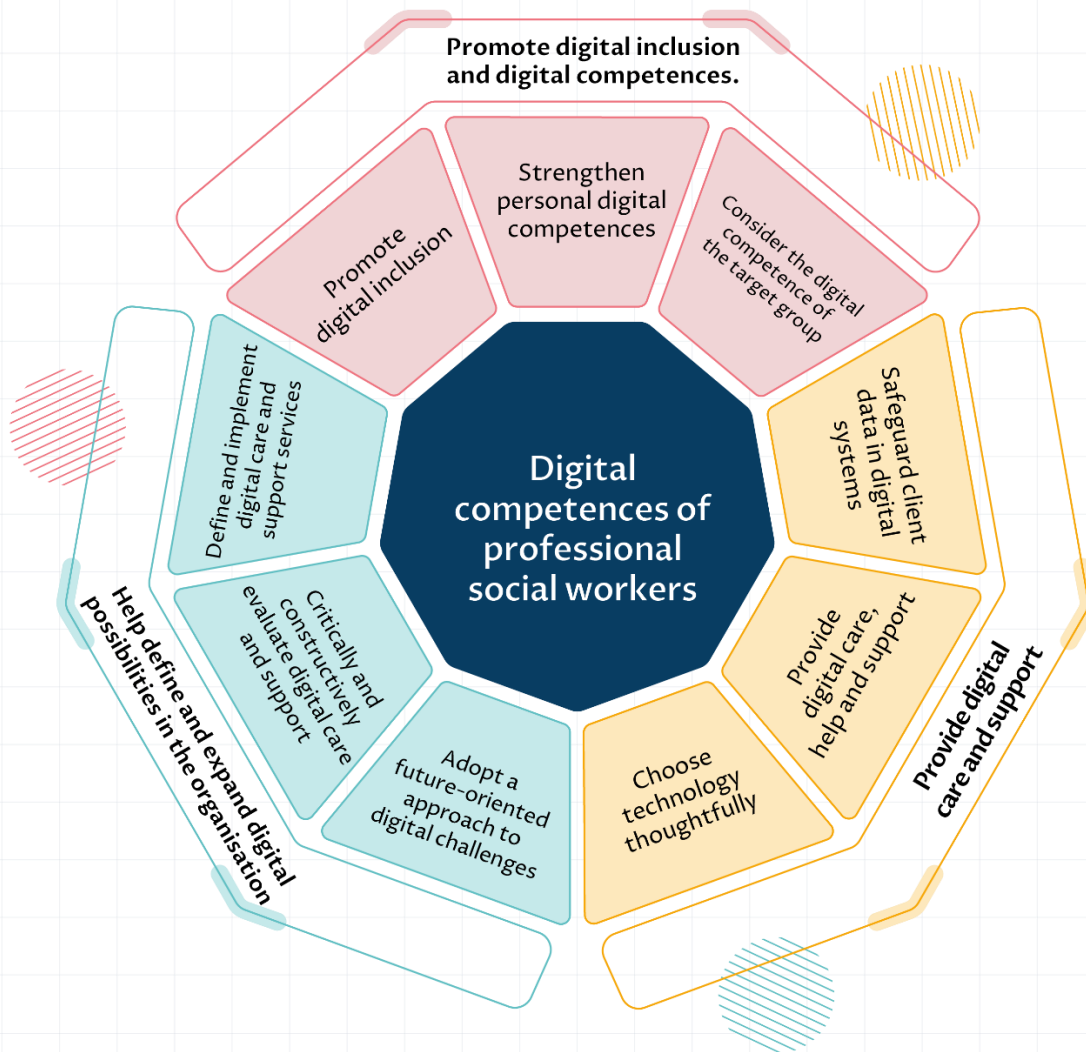 Promote digital inclusion
and digital competences.
Strengthen
personal digital
competences
Consider the digital
competence of
the target group
Promote
digital inclusion
Safeguard client
data in digital
systems
Provide
digital care,
help and support
Choose
technology
thoughtfully
Provide digital
care and support
Define and implement
digital care and
support services
Critically and
constructively
evaluate digital care
and support
Adopt a
future-oriented
approach to
digital challenges
Help define and expand digital
possibilities in the organisation
Digital
competences of
professional
social workers